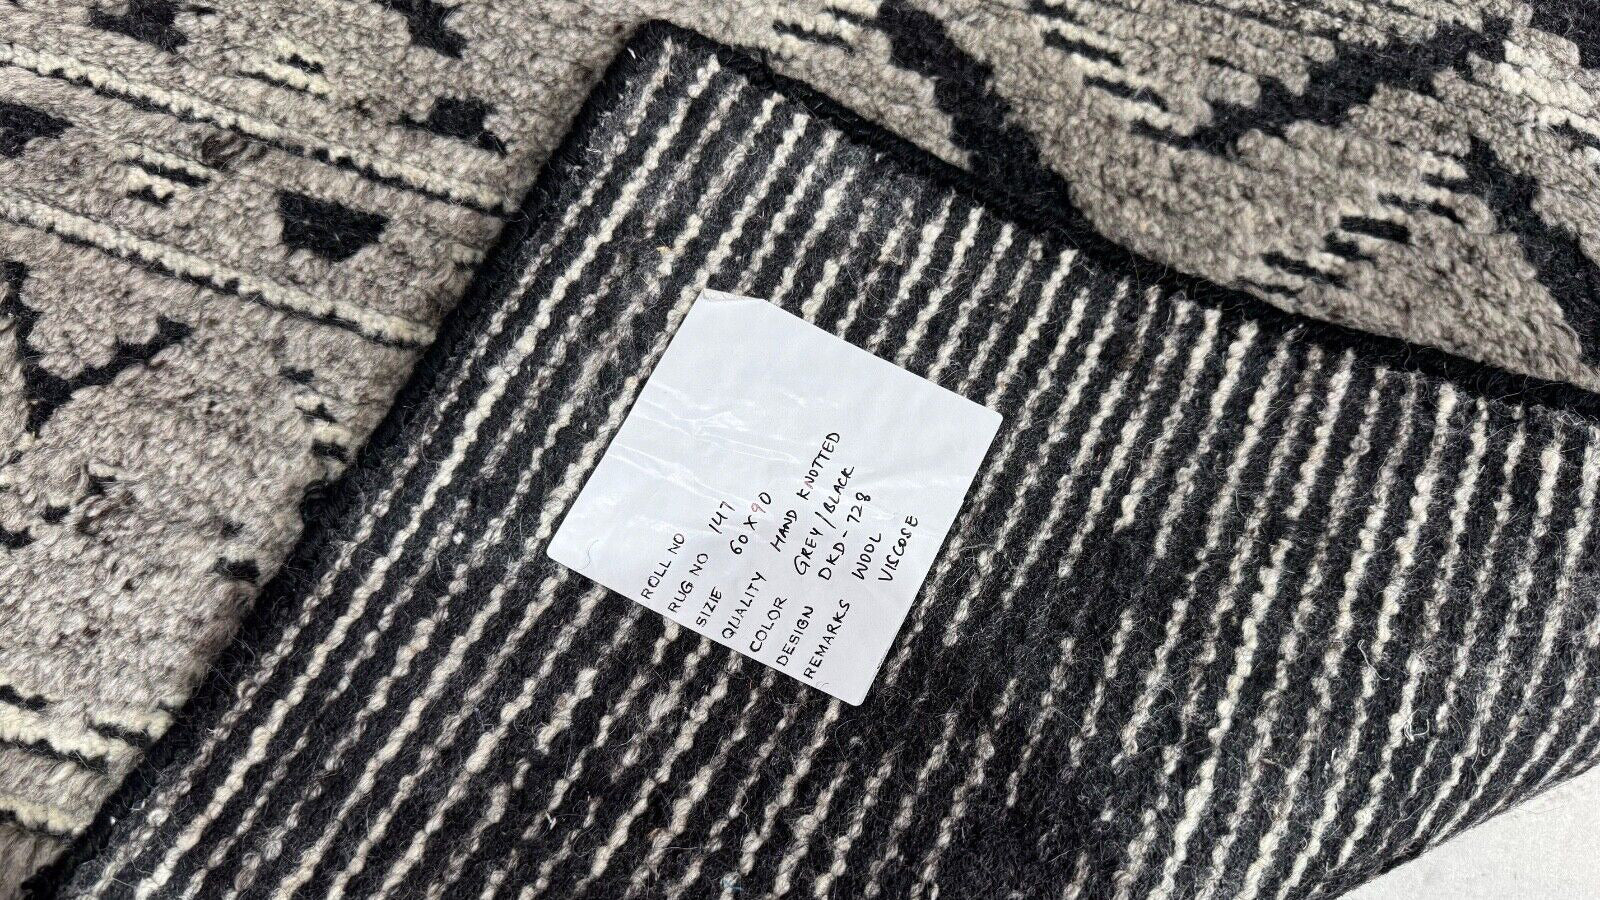 ROLL NO
RUG NO 147
SIZIE 60 X 90
QUALITY HAND KNOTTED
COLOR GREY/BLACK
DESIGN DKD-728
REMARKS WOOL
VISCOSE